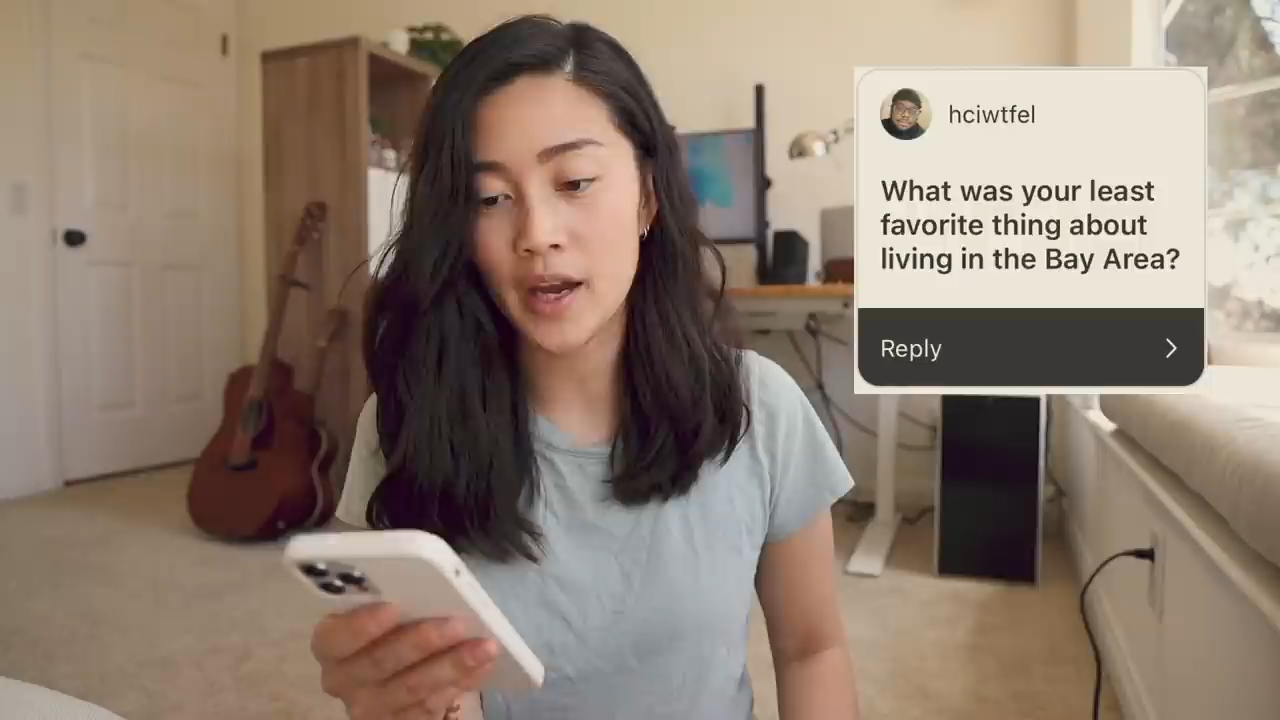 hciwtfel
What was your least
favorite thing about
living in the Bay Area?
Reply